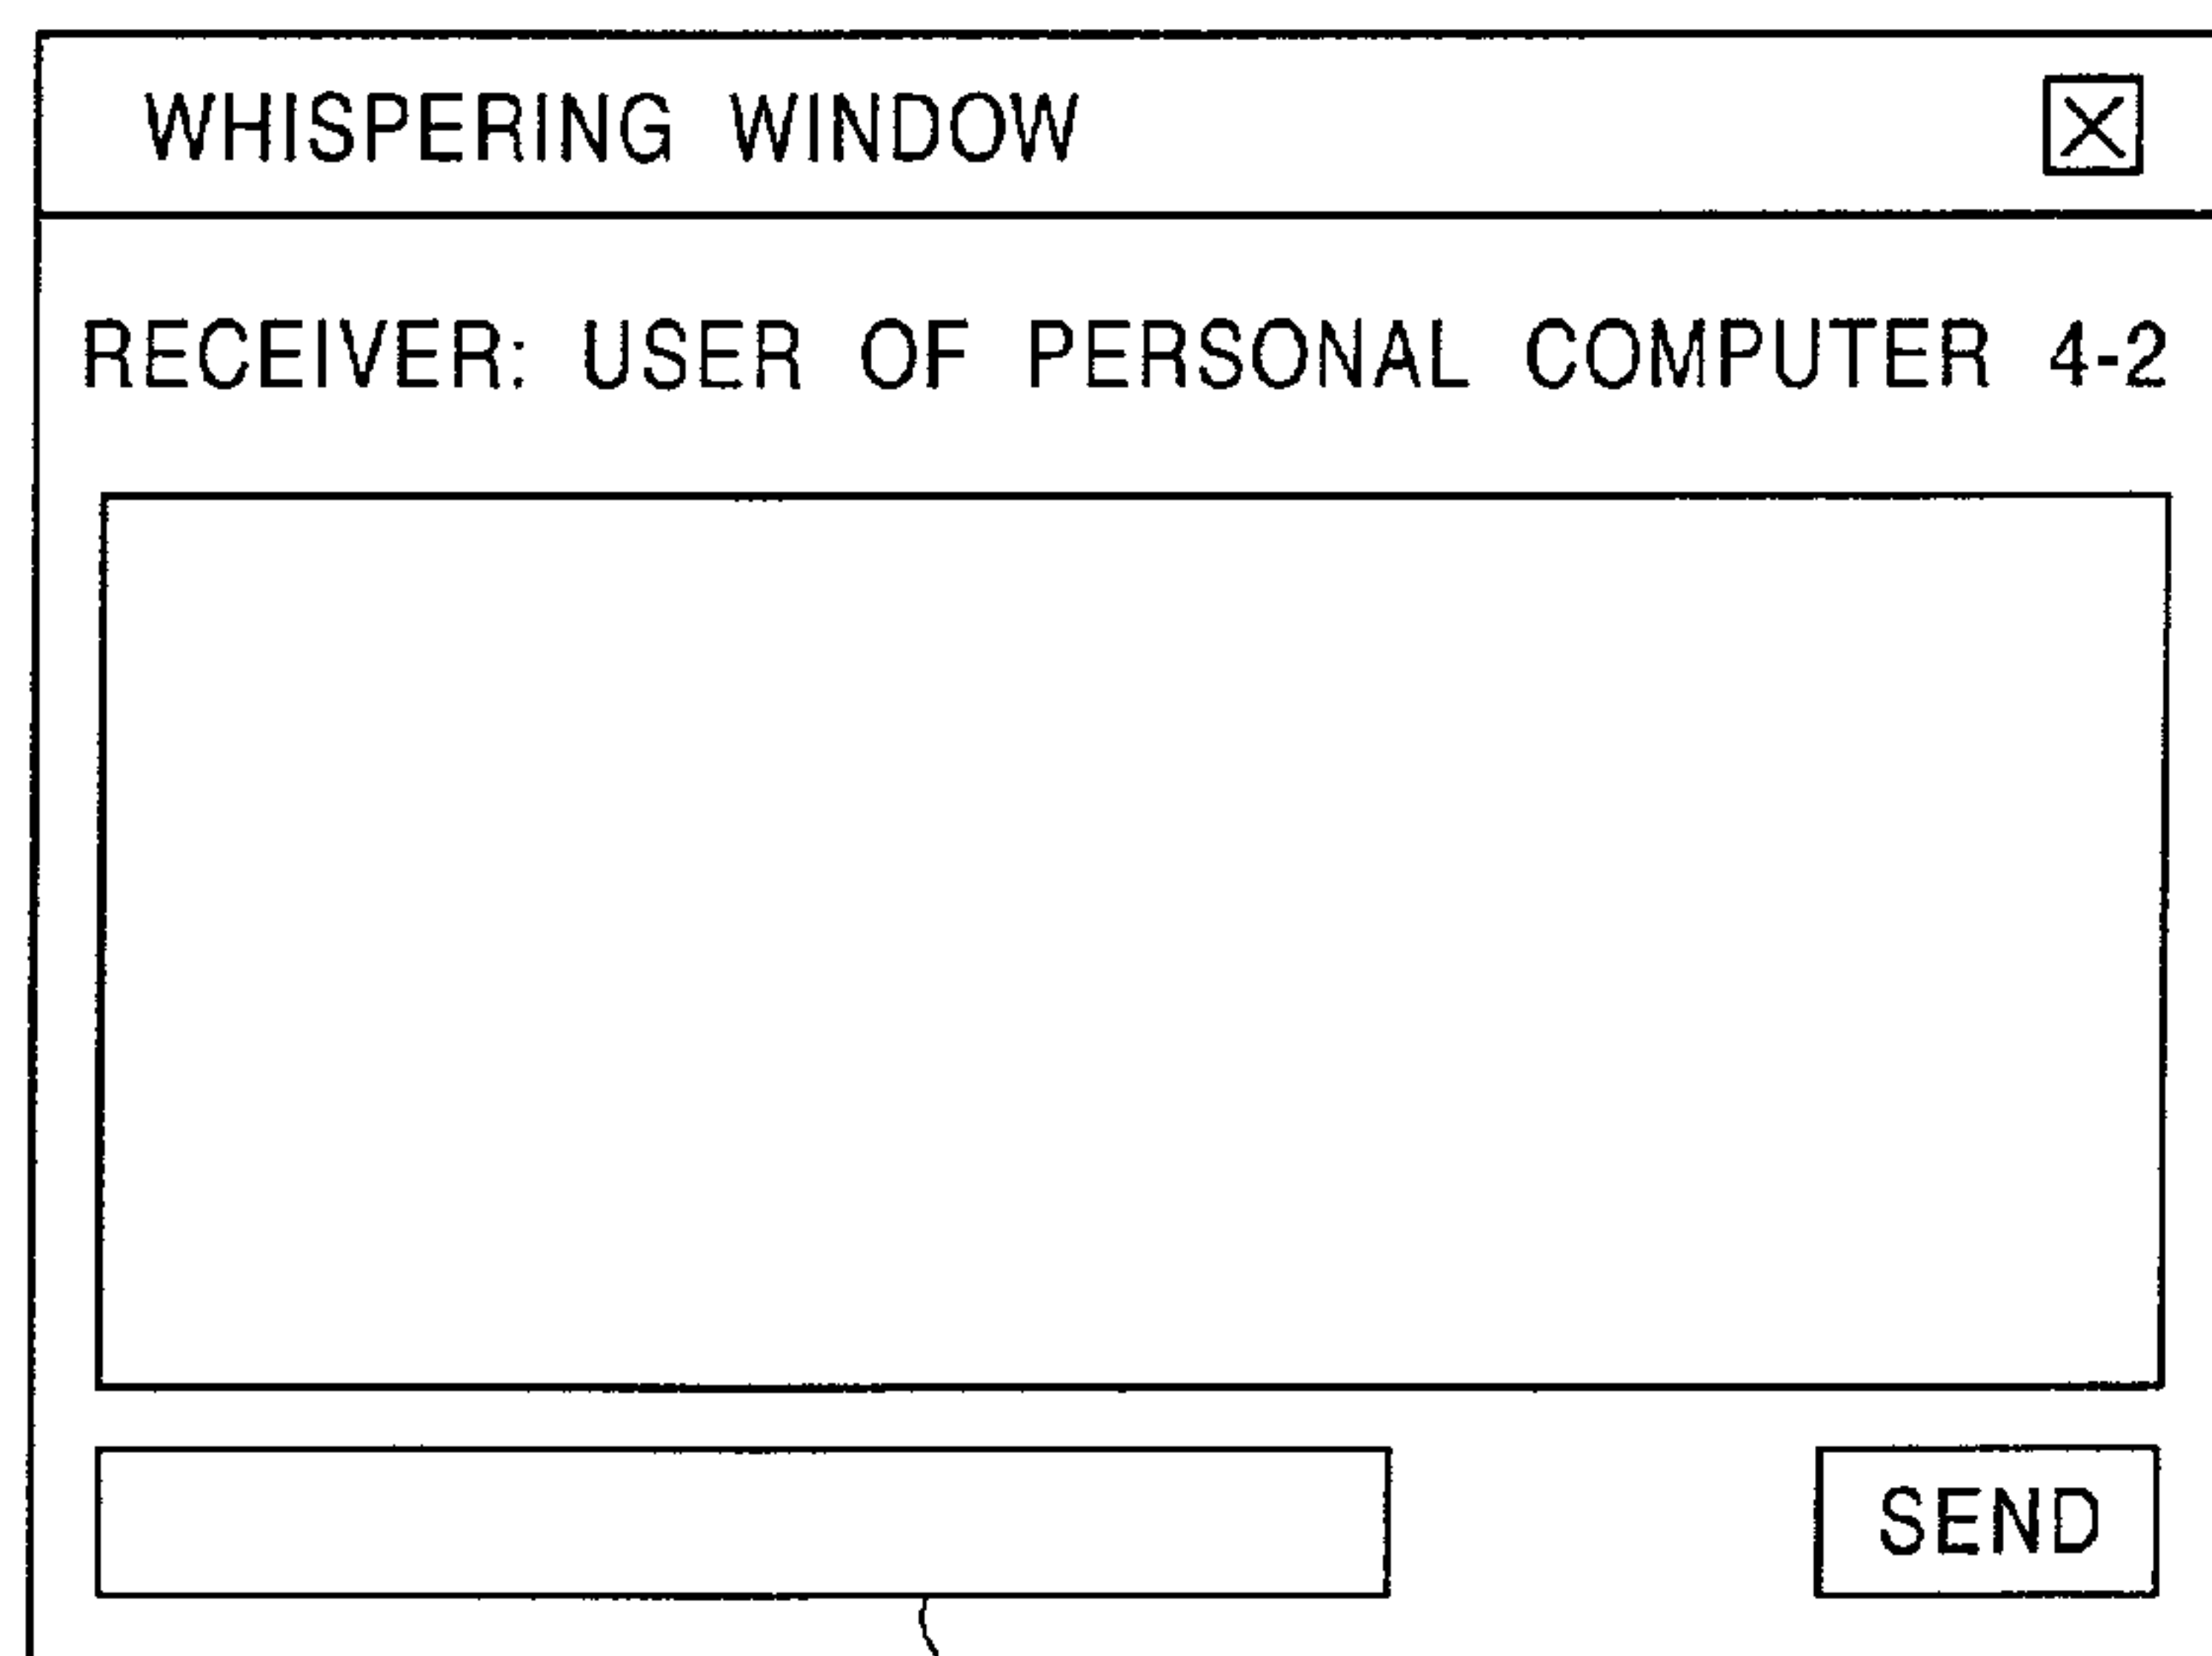 WHISPERING WINDOW
RECEIVER: USER OF PERSONAL COMPUTER 4-2
SEND